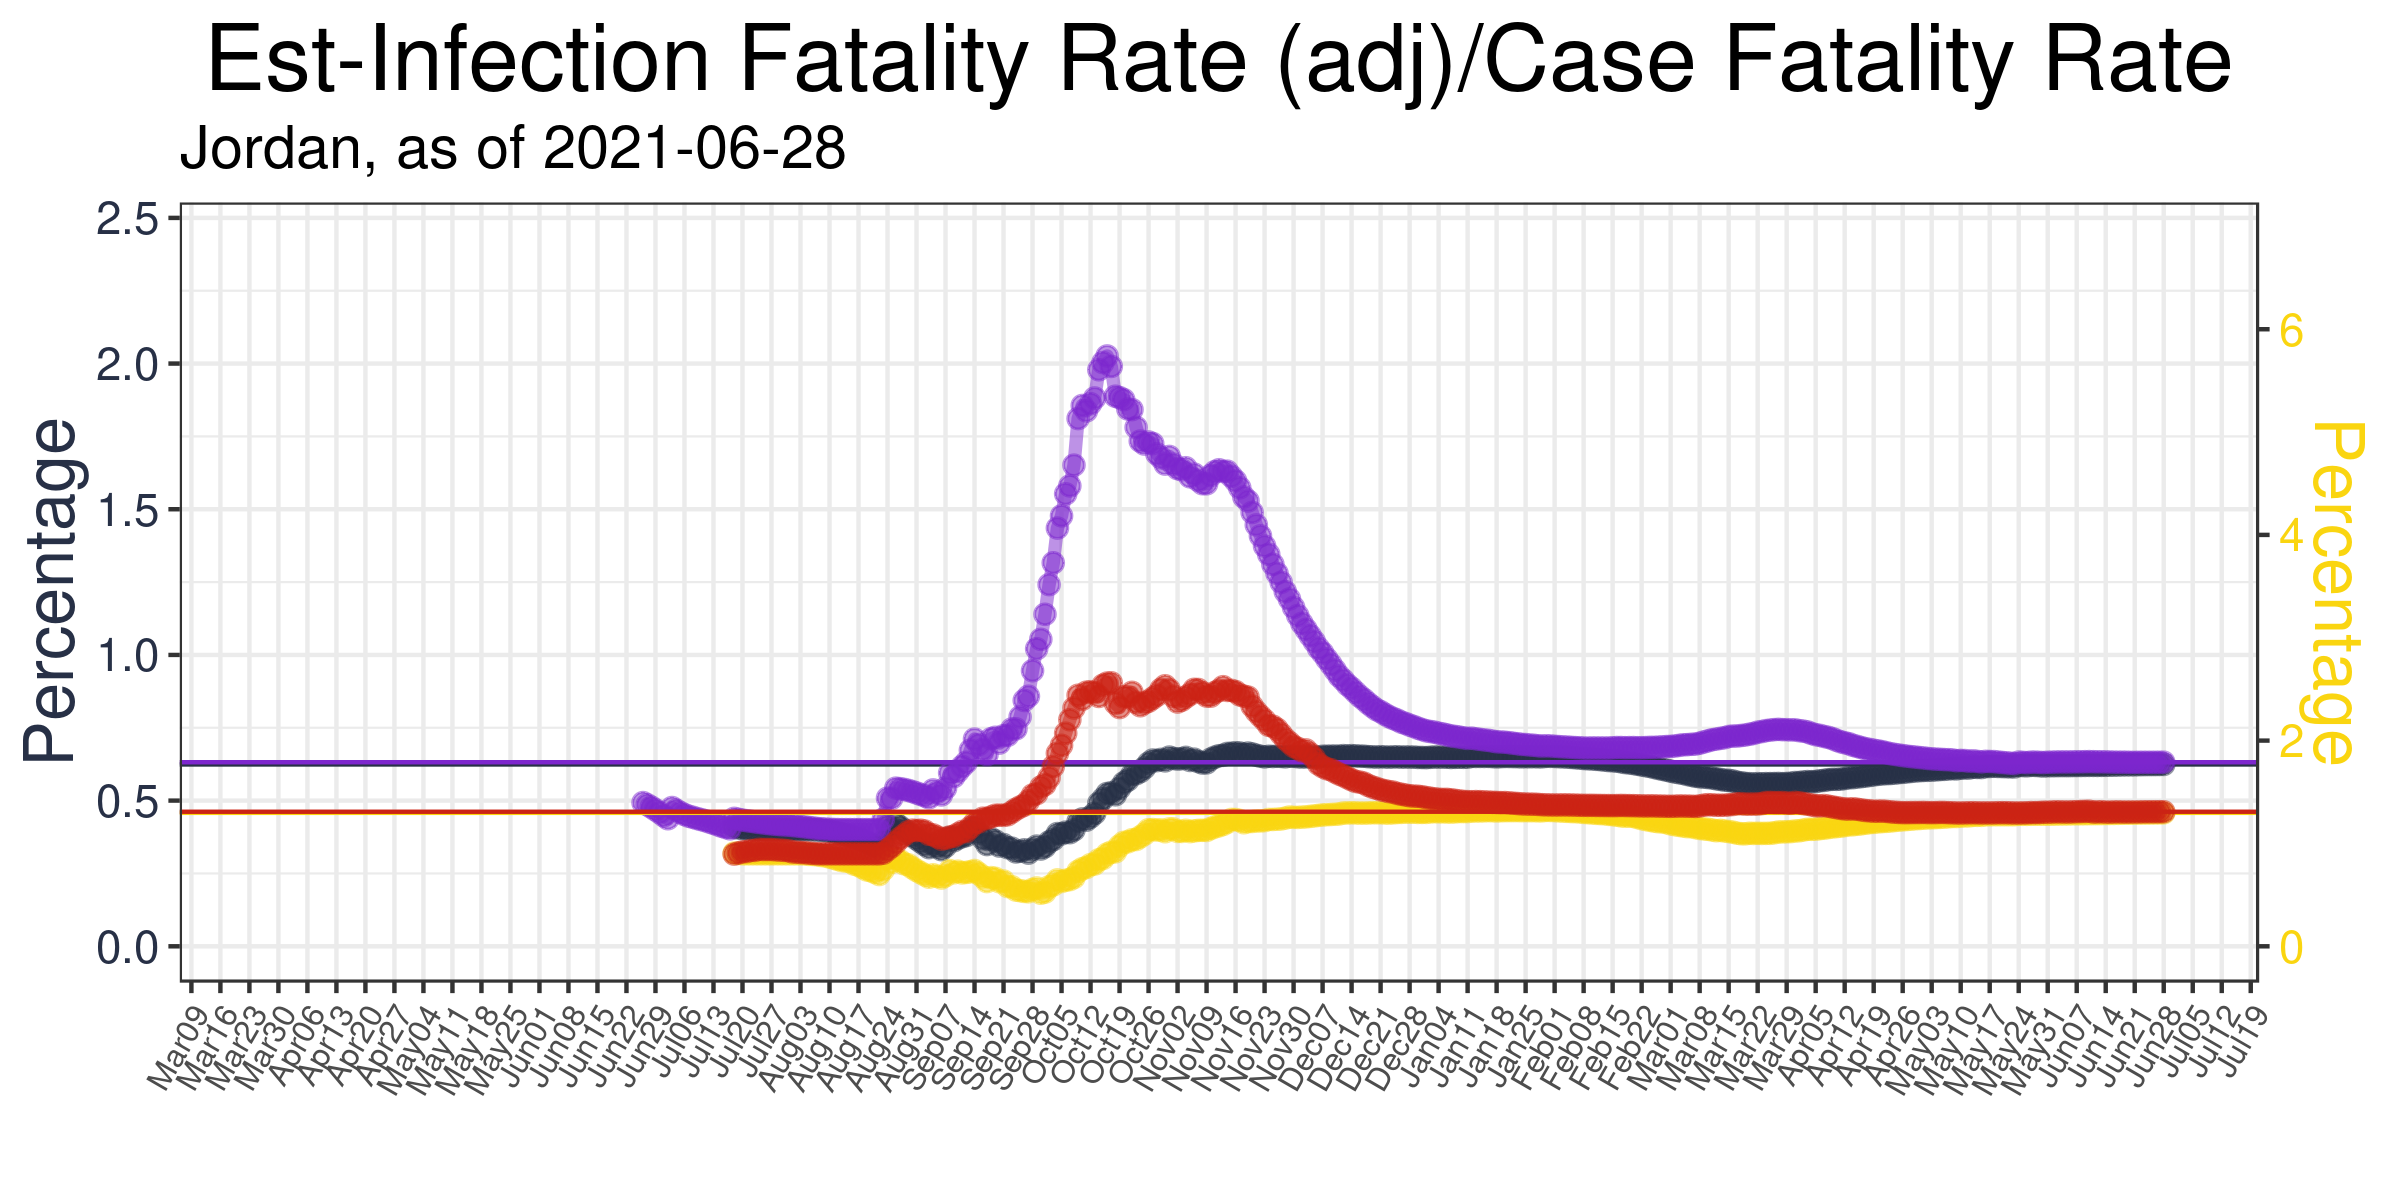 Est-Infection Fatality Rate (adj)/Case Fatality Rate
Jordan, as of 2021-06-28
Percentage
2.5
2.0
1.5
1.0
0.5
0.0
6
4
2
0
Percentage
Mar09
Mar16
Mar23
Mar30
Apr06
Apr13
Apr20
Apr27
May04
May11
May18
May25
Jun01
Jun08
Jun15
Jun22
Jun29
Jul06
Jul13
Jul20
Jul27
Aug03
Aug10
Aug17
Aug24
Aug31
Sep07
Sep14
Sep21
Sep28
Oct05
Oct12
Oct19
Oct26
Nov02
Nov09
Nov16
Nov23
Nov30
Dec07
Dec14
Dec21
Dec28
Jan04
Jan11
Jan18
Jan25
Feb01
Feb08
Feb15
Feb22
Mar01
Mar08
Mar15
Mar22
Mar29
Apr05
Apr12
Apr19
Apr26
May03
May10
May17
May24
May31
Jun07
Jun14
Jun21
Jun28
Jul05
Jul12
Jul19